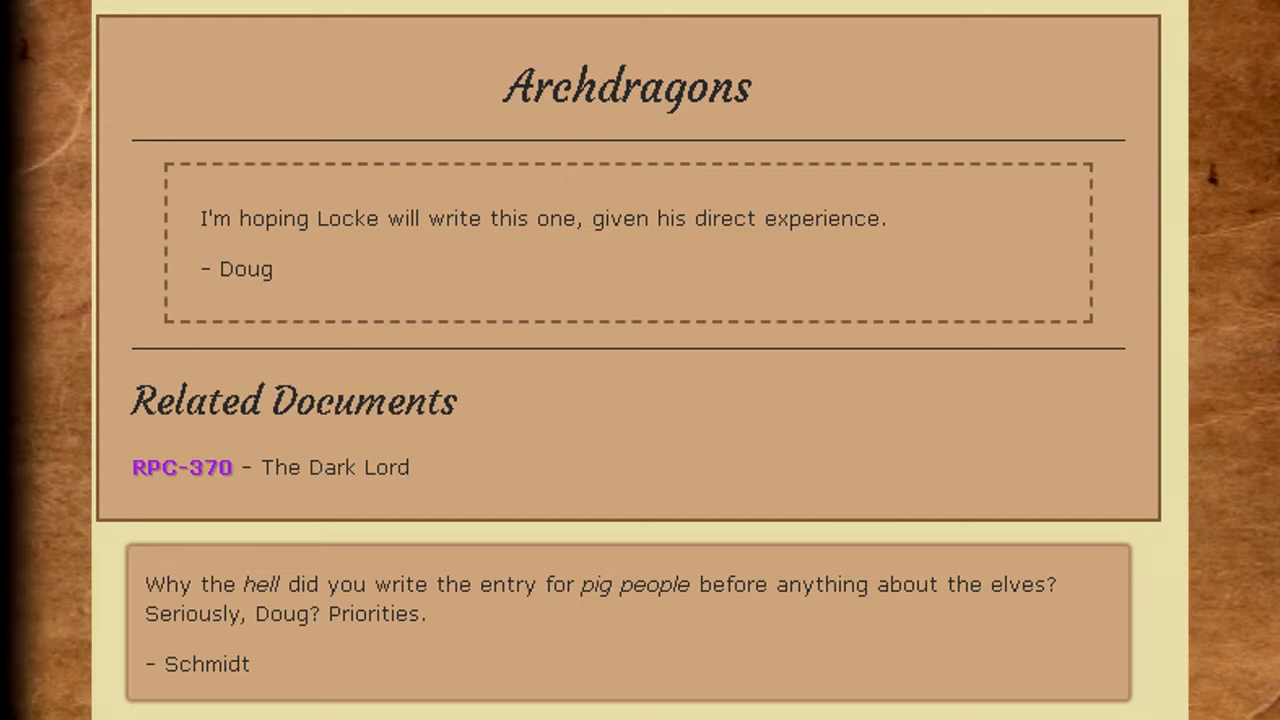 Archdragons
I'm hoping Locke will write this one, given his direct experience.
- Doug
Related Documents
RPC-370 - The Dark Lord
Why the hell did you write the entry for pig people before anything about the elves?
Seriously, Doug? Priorities.
- Schmidt